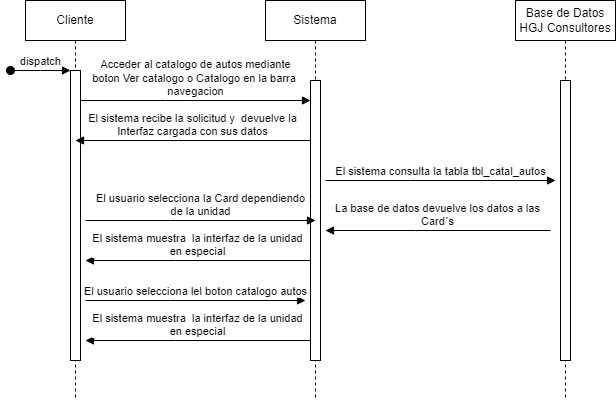 Cliente
Sistema
Base de Datos
HGJ Consultores
dispatch
Acceder al catalogo de autos mediante
boton Ver catalogo o Catalogo en la barra
navegacion
El sistema recibe la solicitud y  devuelve la
Interfaz cargada con sus datos
El sistema consulta la tabla tbl_catal_autos
El usuario selecciona la Card dependiendo
de la unidad
La base de datos devuelve los datos a las
Card´s
El sistema muestra  la interfaz de la unidad
en especial
El usuario selecciona lel boton catalogo autos
El sistema muestra  la interfaz de la unidad
en especial